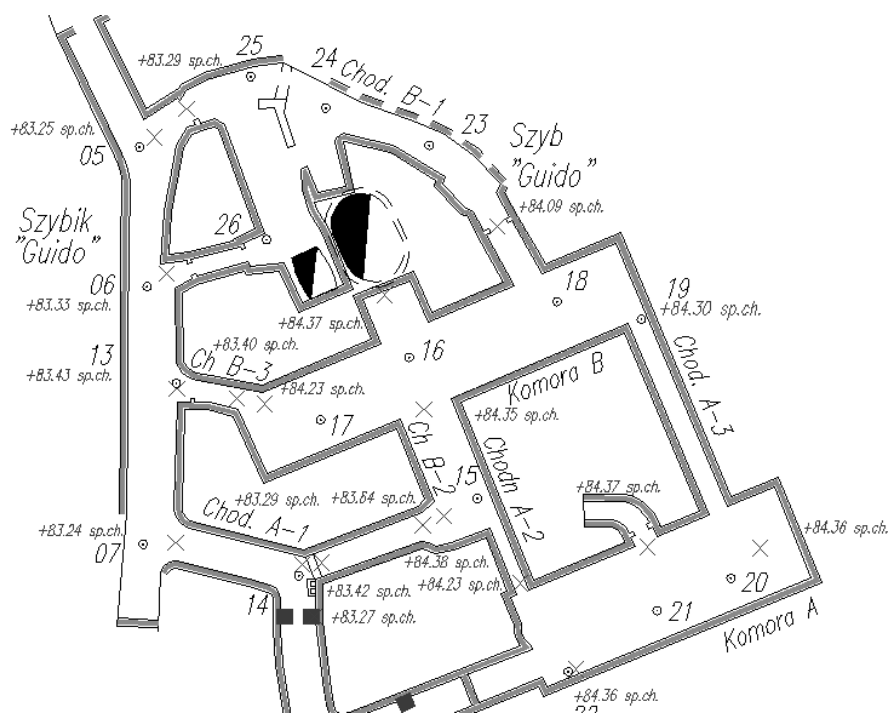 25
24
+83.29 sp.ch.
Chod. B-1
23
Szyb
"Guido"
+83.25 sp.ch.
05
+84.09 sp.ch.
Szybik
"Guido"
26
06
+83.33 sp.ch.
18
19
+84.30 sp.ch.
+84.37 sp.ch.
+83.40 sp.ch.
13
+83.43 sp.ch.
Ch B-3
16
Chod. A-3
+84.23 sp.ch.
Komora B
17
+84.35 sp.ch.
Ch B-2
Chodn A-2
15
+84.37 sp.ch.
+83.29 sp.ch.
+83.84 sp.ch.
Chod. A-1
+83.24 sp.ch.
07
+84.36 sp.ch.
+84.38 sp.ch.
+84.23 sp.ch.
14
+83.42 sp.ch.
+83.27 sp.ch.
20
21
Komora A
+84.36 sp.ch.
22